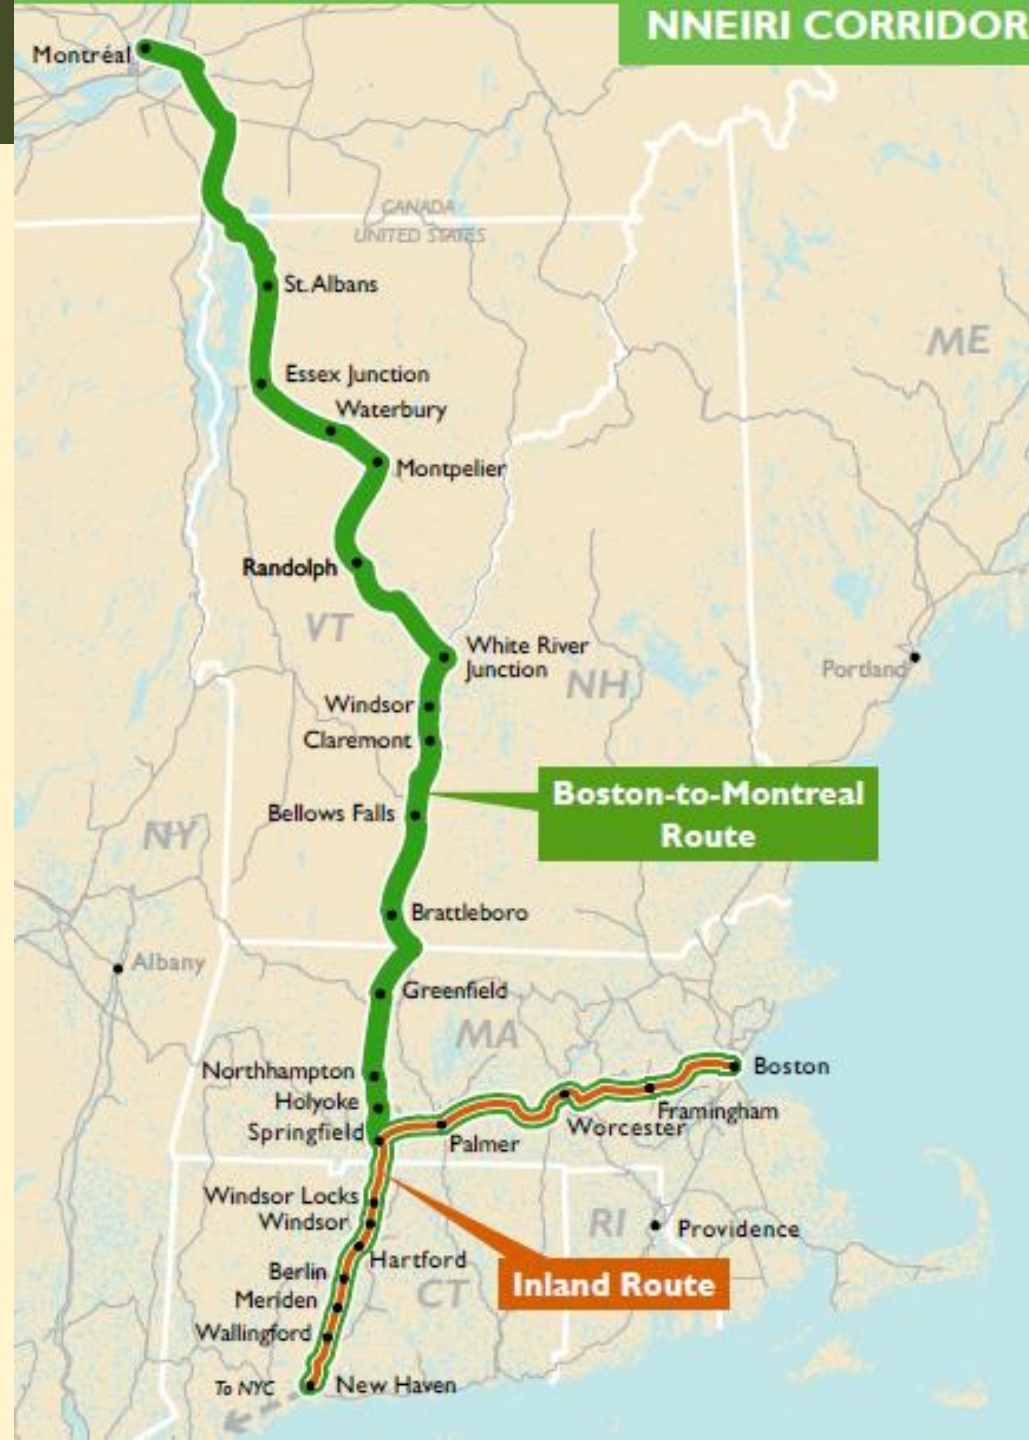 NNEIRI CORRIDOR
Montréal
CANADA
UNITED STATES
St. Albans
ME
Essex Junction
Waterbury
Montpelier
Randolph
VT
White River
Junction
NH
Portland
Windsor
Claremont
Boston-to-Montreal
Route
Bellows Falls
NY
Brattleboro
Albany
Greenfield
MA
Northhampton
Boston
Holyoke
Framingham
Springfield
Worcester
Palmer
Windsor Locks
Windsor
RI
Providence
Hartford
Berlin
Inland Route
CT
Meriden
Wallingford
To NYC
New Haven